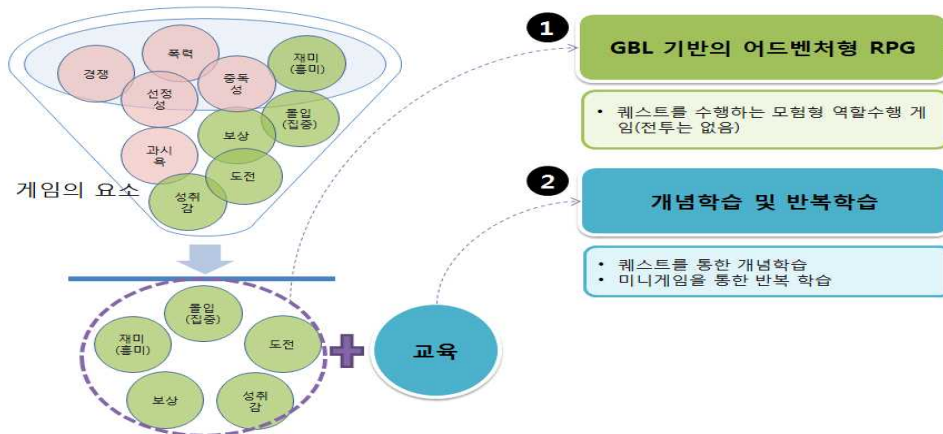 폭력
재미
(흥미)
경쟁
중독
성
선정
성
몰입
(집중)
보상
과시
욕
도전
성취
감
게임의 요소
몰입
(집중)
재미
(흥미)
도전
보상
성취
감
교육
1
GBL 기반의 어드벤처형 RPG
• 퀘스트를 수행하는 모험형 역할수행 게
임(전투는 없음)
2
개념학습 및 반복학습
• 퀘스트를 통한 개념학습
• 미니게임을 통한 반복 학습